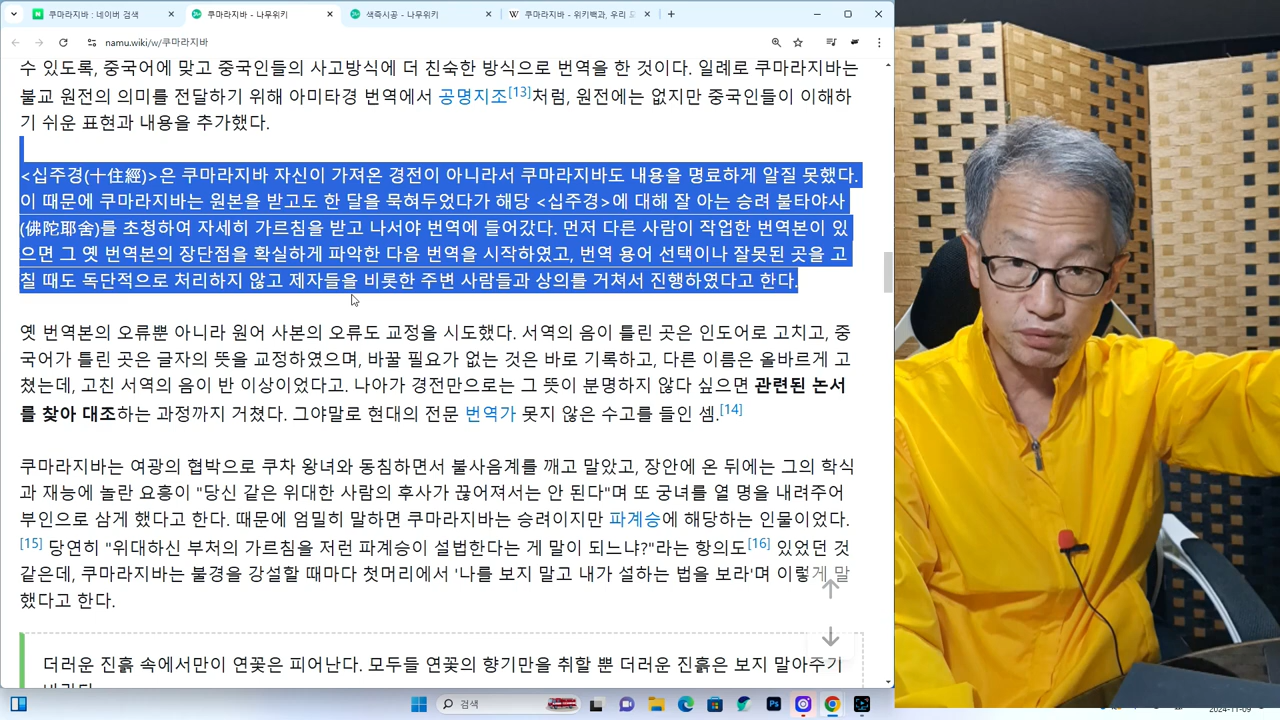 쿠마라지바 : 네이버 검색
쿠마라지바 - 나무위키
색즉시공 - 나무위키
쿠마라지바 - 위키백과, 우리 모
namu.wiki/w/쿠마라지바
수 있도록, 중국어에 맞고 중국인들의 사고방식에 더 친숙한 방식으로 번역을 한 것이다. 일례로 쿠마라지바는
불교 원전의 의미를 전달하기 위해 아미타경 번역에서 공명지조[13]처럼, 원전에는 없지만 중국인들이 이해하
기 쉬운 표현과 내용을 추가했다.
<십주경(十住經)>은 쿠마라지바 자신이 가져온 경전이 아니라서 쿠마라지바도 내용을 명료하게 알질 못했다.
이 때문에 쿠마라지바는 원본을 받고도 한 달을 묵혀두었다가 해당 <십주경>에 대해 잘 아는 승려 불타야사
(佛陀耶舍)를 초청하여 자세히 가르침을 받고 나서야 번역에 들어갔다. 먼저 다른 사람이 작업한 번역본이 있
으면 그 옛 번역본의 장단점을 확실하게 파악한 다음 번역을 시작하였고, 번역 용어 선택이나 잘못된 곳을 고
칠 때도 독단적으로 처리하지 않고 제자들을 비롯한 주변 사람들과 상의를 거쳐서 진행하였다고 한다.
옛 번역본의 오류뿐 아니라 원어 사본의 오류도 교정을 시도했다. 서역의 음이 틀린 곳은 인도어로 고치고, 중
국어가 틀린 곳은 글자의 뜻을 교정하였으며, 바꿀 필요가 없는 것은 바로 기록하고, 다른 이름은 올바르게 고
쳤는데, 고친 서역의 음이 반 이상이었다고. 나아가 경전만으로는 그 뜻이 분명하지 않다 싶으면 관련된 논서
를 찾아 대조하는 과정까지 거쳤다. 그야말로 현대의 전문 번역가 못지 않은 수고를 들인 셈.[14]
쿠마라지바는 여광의 협박으로 쿠차 왕녀와 동침하면서 불사음계를 깨고 말았고, 장안에 온 뒤에는 그의 학식
과 재능에 놀란 요흥이 "당신 같은 위대한 사람의 후사가 끊어져서는 안 된다"며 또 궁녀를 열 명을 내려주어
부인으로 삼게 했다고 한다. 때문에 엄밀히 말하면 쿠마라지바는 승려이지만 파계승에 해당하는 인물이었다.
[15] 당연히 "위대하신 부처의 가르침을 저런 파계승이 설법한다는 게 말이 되느냐?"라는 항의도[16] 있었던 것
같은데, 쿠마라지바는 불경을 강설할 때마다 첫머리에서 '나를 보지 말고 내가 설하는 법을 보라'며 이렇게 말
했다고 한다.
더러운 진흙 속에서만이 연꽃은 피어난다. 모두들 연꽃의 향기만을 취할 뿐 더러운 진흙은 보지 말아주기
검색
2024-11-09